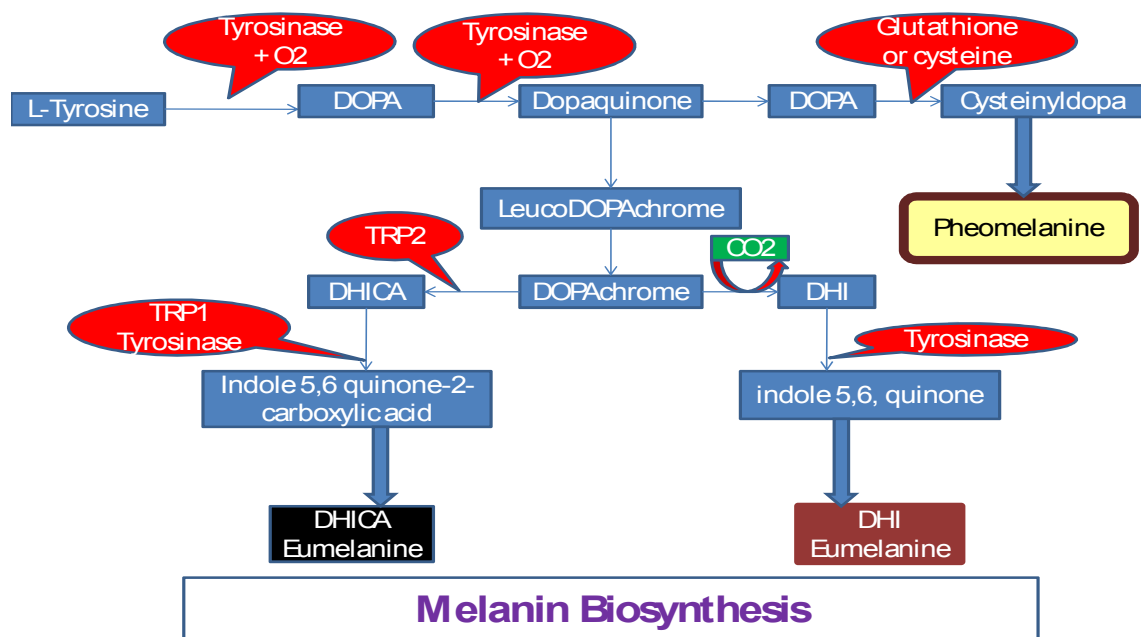 Tyrosinase
+ O2
Tyrosinase
+ O2
Glutathione
or cysteine
L-Tyrosine
DOPA
Dopaquinone
DOPA
Cysteinyldopa
LeucoDOPAchrome
Pheomelanine
TRP2
CO2
DHICA
DOPAchrome
DHI
TRP1
Tyrosinase
Tyrosinase
Indole 5,6 quinone-2-
carboxylic acid
indole 5,6, quinone
DHICA
Eumelanine
DHI
Eumelanine
Melanin Biosynthesis